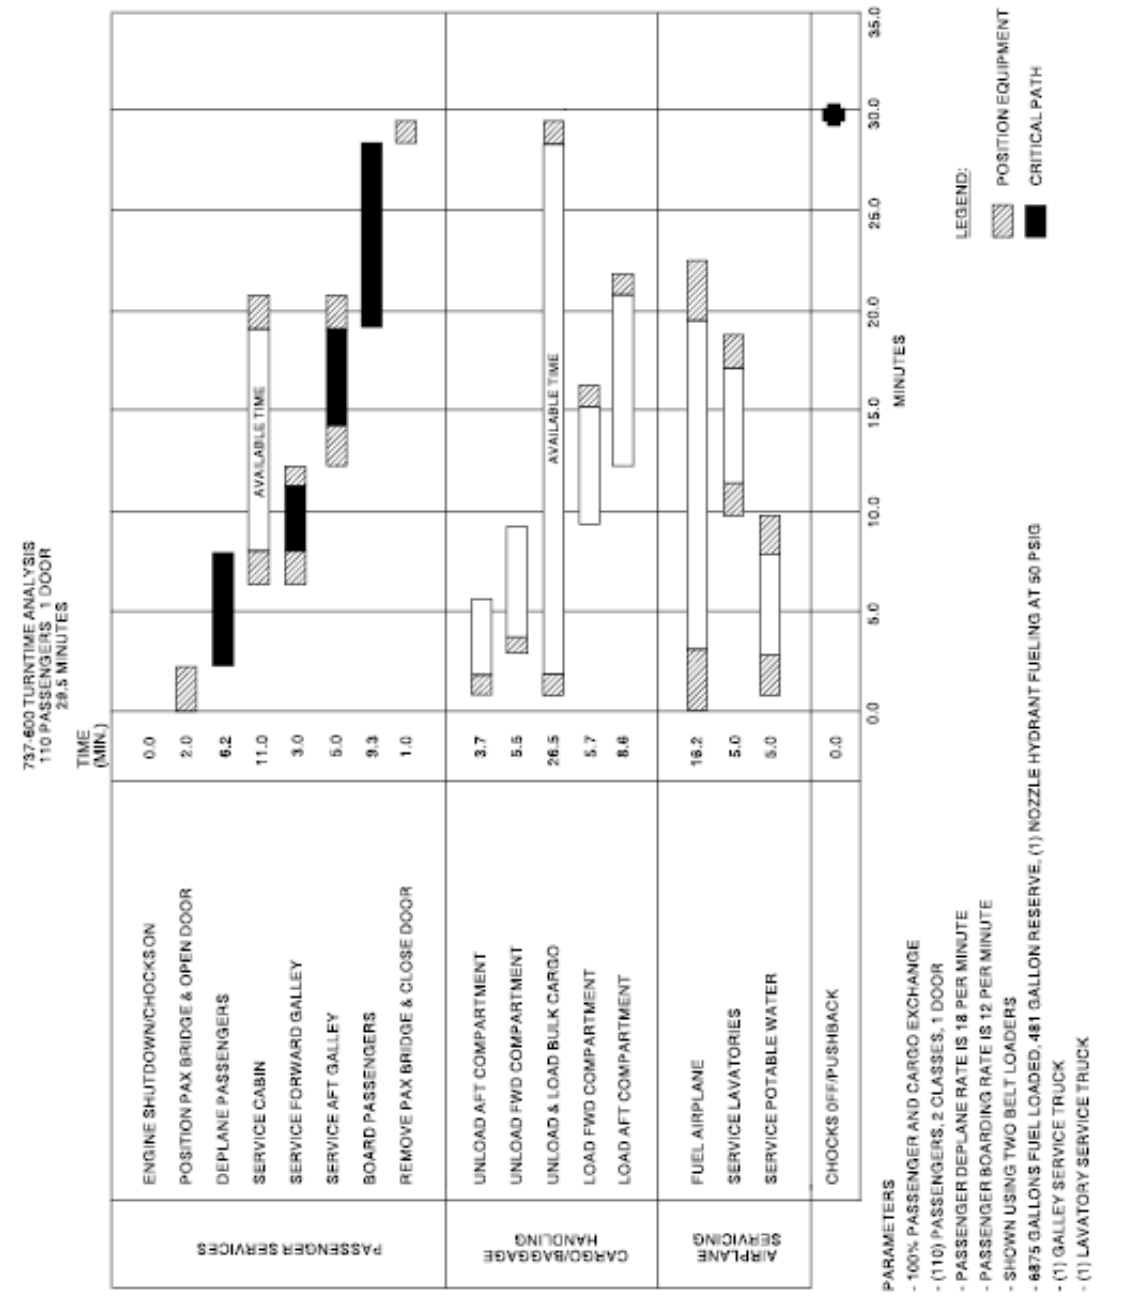 737-600 TURNTIME ANALYSIS
110 PASSENGERS 1 DOOR
29.5 MINUTES
TIME
(MIN.)
PASSENGER SERVICES
ENGINE SHUTDOWN/CHOCKS ON 0.0
POSITION PAX BRIDGE & OPEN DOOR 2.0
DEPLANE PASSENGERS 6.2
SERVICE CABIN 11.0 AVAILABLE TIME
SERVICE FORWARD GALLEY 3.0
SERVICE AFT GALLEY 5.0
BOARD PASSENGERS 9.3
REMOVE PAX BRIDGE & CLOSE DOOR 1.0
CARGO/BAGGAGE
HANDLING
UNLOAD AFT COMPARTMENT 3.7
UNLOAD FWD COMPARTMENT 5.5
UNLOAD & LOAD BULK CARGO 26.5 AVAILABLE TIME
LOAD FWD COMPARTMENT 5.7
LOAD AFT COMPARTMENT 8.6
AIRPLANE
SERVICING
FUEL AIRPLANE 16.2
SERVICE LAVATORIES 5.0
SERVICE POTABLE WATER 5.0
CHOCKS OFF/PUSHBACK 0.0
0.0 5.0 10.0 15.0 20.0 25.0 30.0 35.0
MINUTES
PARAMETERS
- 100% PASSENGER AND CARGO EXCHANGE
- (110) PASSENGERS, 2 CLASSES, 1 DOOR
- PASSENGER DEPLANE RATE IS 18 PER MINUTE
- PASSENGER BOARDING RATE IS 12 PER MINUTE
- SHOWN USING TWO BELT LOADERS
- 6875 GALLONS FUEL LOADED, 481 GALLON RESERVE, (1) NOZZLE HYDRANT FUELING AT 50 PSIG
- (1) GALLEY SERVICE TRUCK
- (1) LAVATORY SERVICE TRUCK
LEGEND:
POSITION EQUIPMENT
CRITICAL PATH